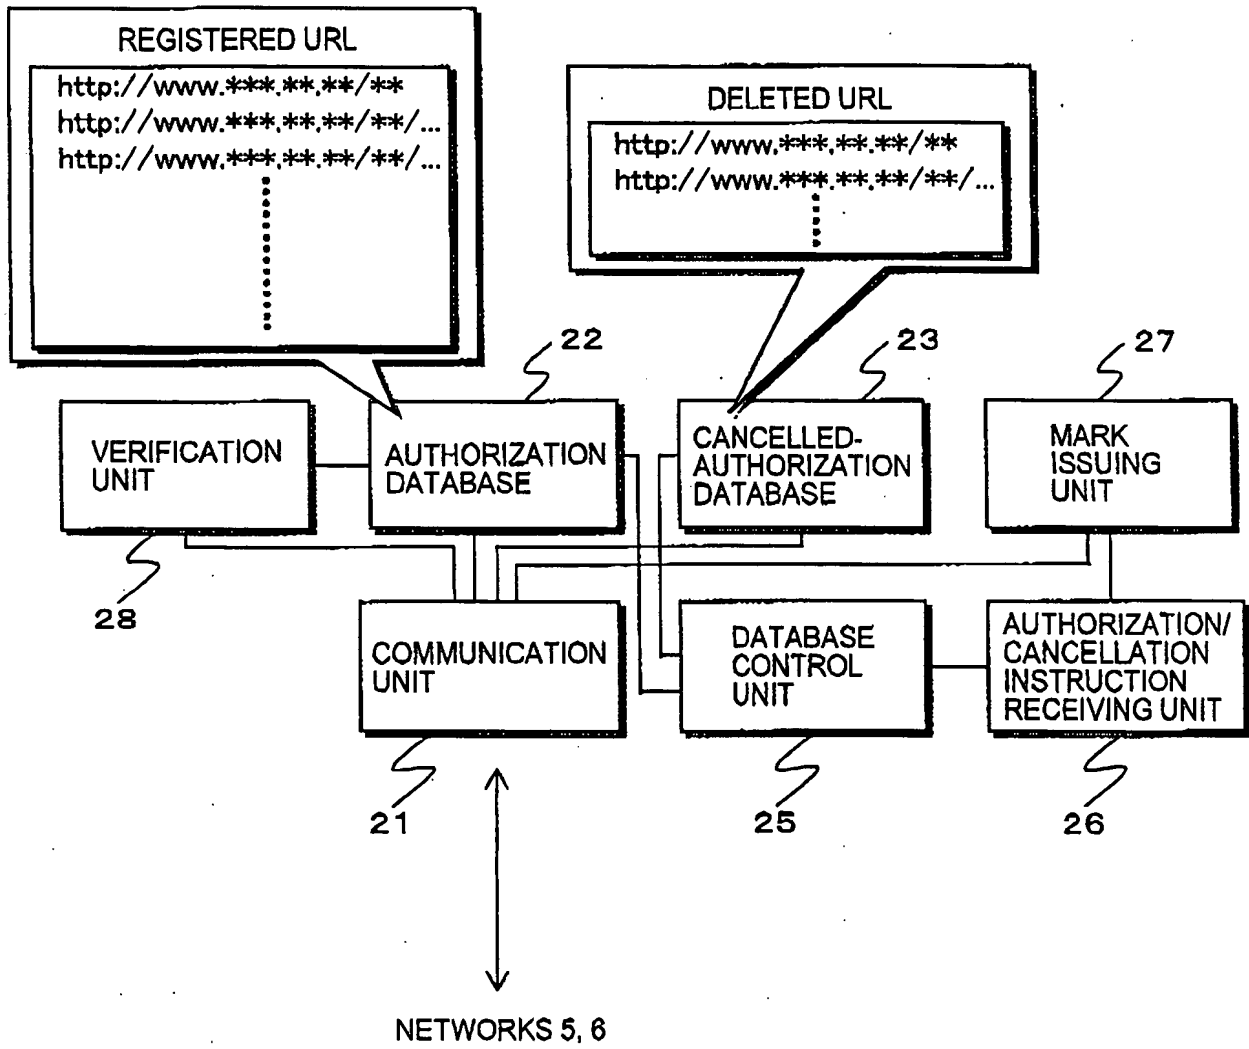 REGISTERED URL
http://www.***.**.**/**
http://www.***.**.**/**/...
http://www.***.**.**/**/...
DELETED URL
http://www.***.**.**/**
http://www.***.**.**/**/...
22
23
27
VERIFICATION
UNIT
AUTHORIZATION
DATABASE
CANCELLED-
AUTHORIZATION
DATABASE
MARK
ISSUING
UNIT
28
COMMUNICATION
UNIT
DATABASE
CONTROL
UNIT
AUTHORIZATION/
CANCELLATION
INSTRUCTION
RECEIVING UNIT
21
25
26
NETWORKS 5, 6